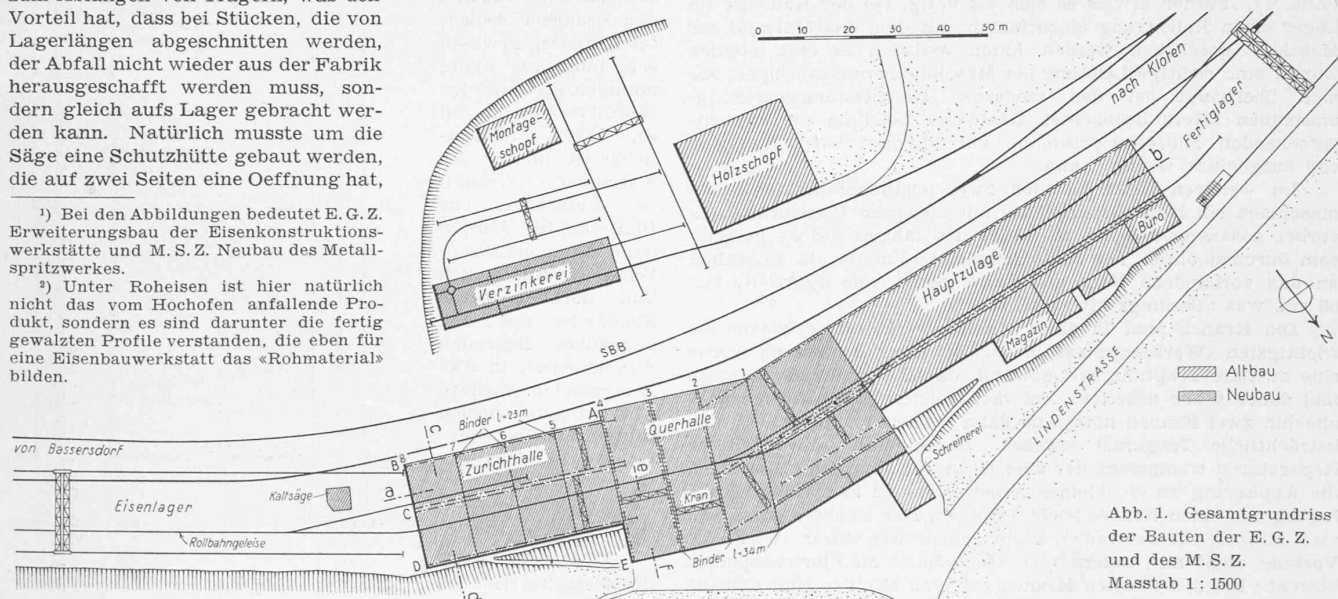 Vorteil hat, dass bei Stücken, die von
Lagerlängen abgeschnitten werden,
der Abfall nicht wieder aus der Fabrik
herausgeschafft werden muss, son-
dern gleich aufs Lager gebracht wer-
den kann. Natürlich musste um die
Säge eine Schutzhütte gebaut werden,
die auf zwei Seiten eine Oeffnung hat,
¹) Bei den Abbildungen bedeutet E. G. Z.
Erweiterungsbau der Eisenkonstruktions-
werkstätte und M. S. Z. Neubau des Metall-
spritzwerkes.
²) Unter Roheisen ist hier natürlich
nicht das vom Hochofen anfallende Pro-
dukt, sondern es sind darunter die fertig
gewalzten Profile verstanden, die eben für
eine Eisenbauwerkstatt das «Rohmaterial»
bilden.
0 10 20 30 40 50 m
nach Kloten
Fertiglager
Montage-
schopf
Holzschopf
Verzinkerei
SBB
Hauptzulage
b
Büro
Magazin
LINDENSTRASSE
Schreinerei
N
Altbau
Neubau
von Bassersdorf
Eisenlager
Kaltsäge
Rollbahngeleise
Binder l=23m
Zurichthalle
Querhalle
Kran
Binder l=34m
A
B
C
D
E
F
a
C
1
2
3
4
5
6
7
8
Abb. 1. Gesamtgrundriss
der Bauten der E. G. Z.
und des M. S. Z.
Masstab 1 : 1500